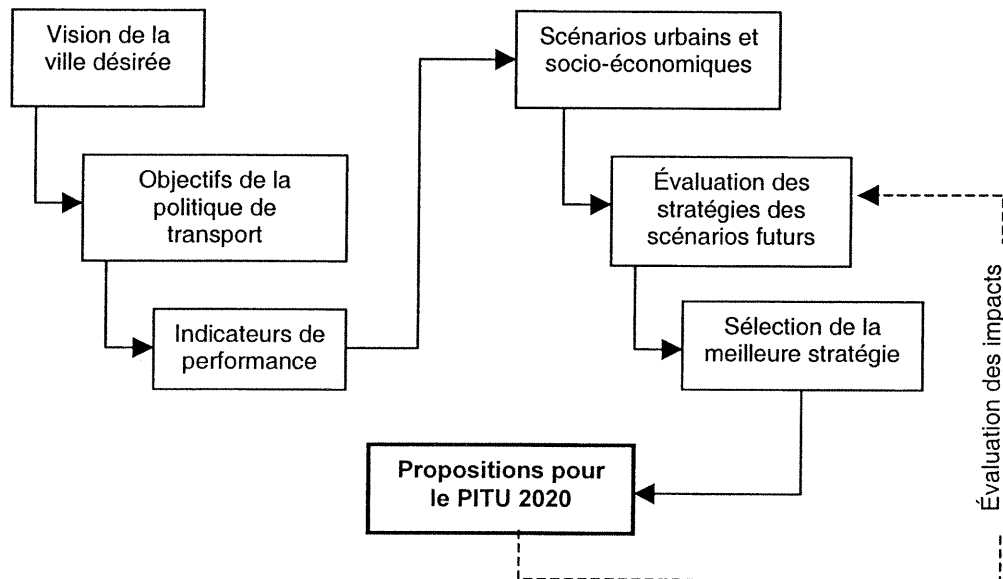 Vision de la
ville désirée
Objectifs de la
politique de
transport
Indicateurs de
performance
Scénarios urbains et
socio-économiques
Évaluation des
stratégies des
scénarios futurs
Sélection de la
meilleure stratégie
Propositions pour
le PITU 2020
Évaluation des impacts